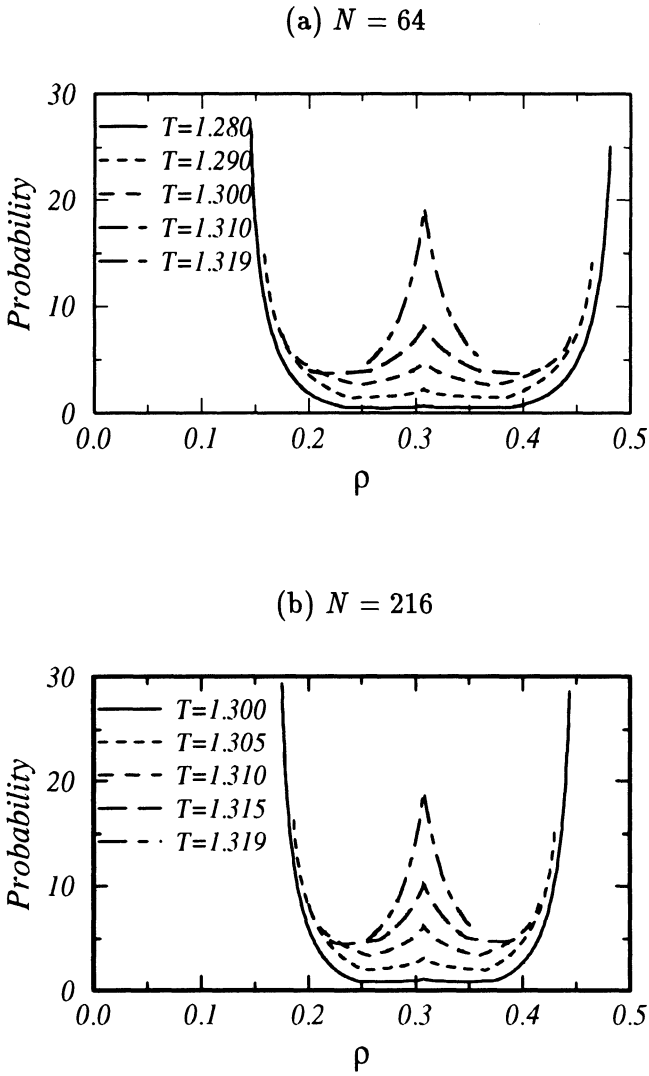 (a) N = 64
30
20
10
0
Probability
T=1.280
T=1.290
T=1.300
T=1.310
T=1.319
0.0 0.1 0.2 0.3 0.4 0.5
ρ
(b) N = 216
30
20
10
0
Probability
T=1.300
T=1.305
T=1.310
T=1.315
T=1.319
0.0 0.1 0.2 0.3 0.4 0.5
ρ